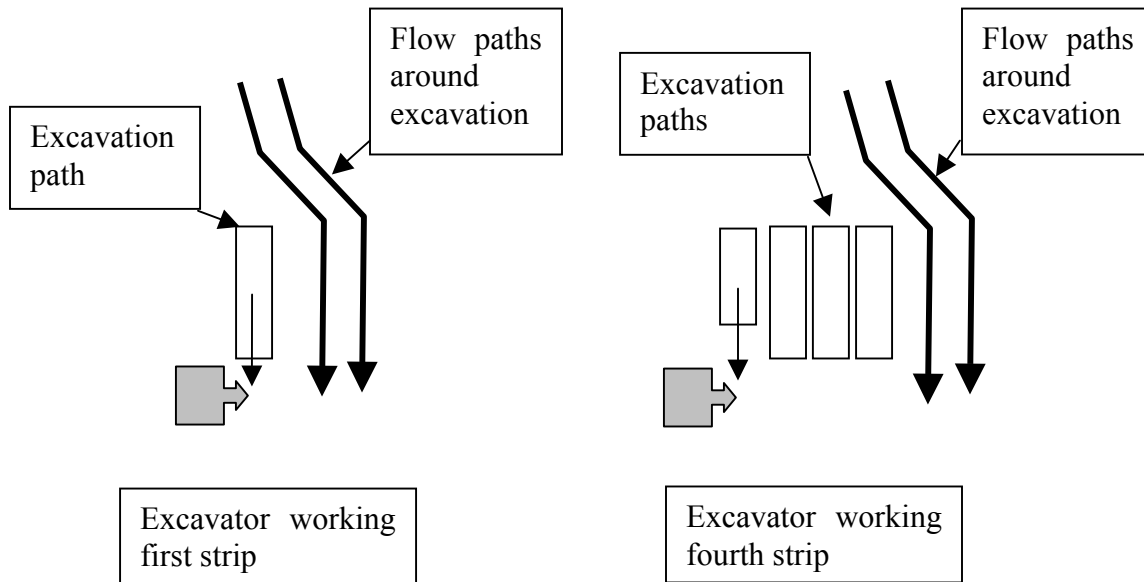 Flow paths
around
excavation
Excavation
path
Excavator working
first strip
Flow paths
around
excavation
Excavation
paths
Excavator working
fourth strip